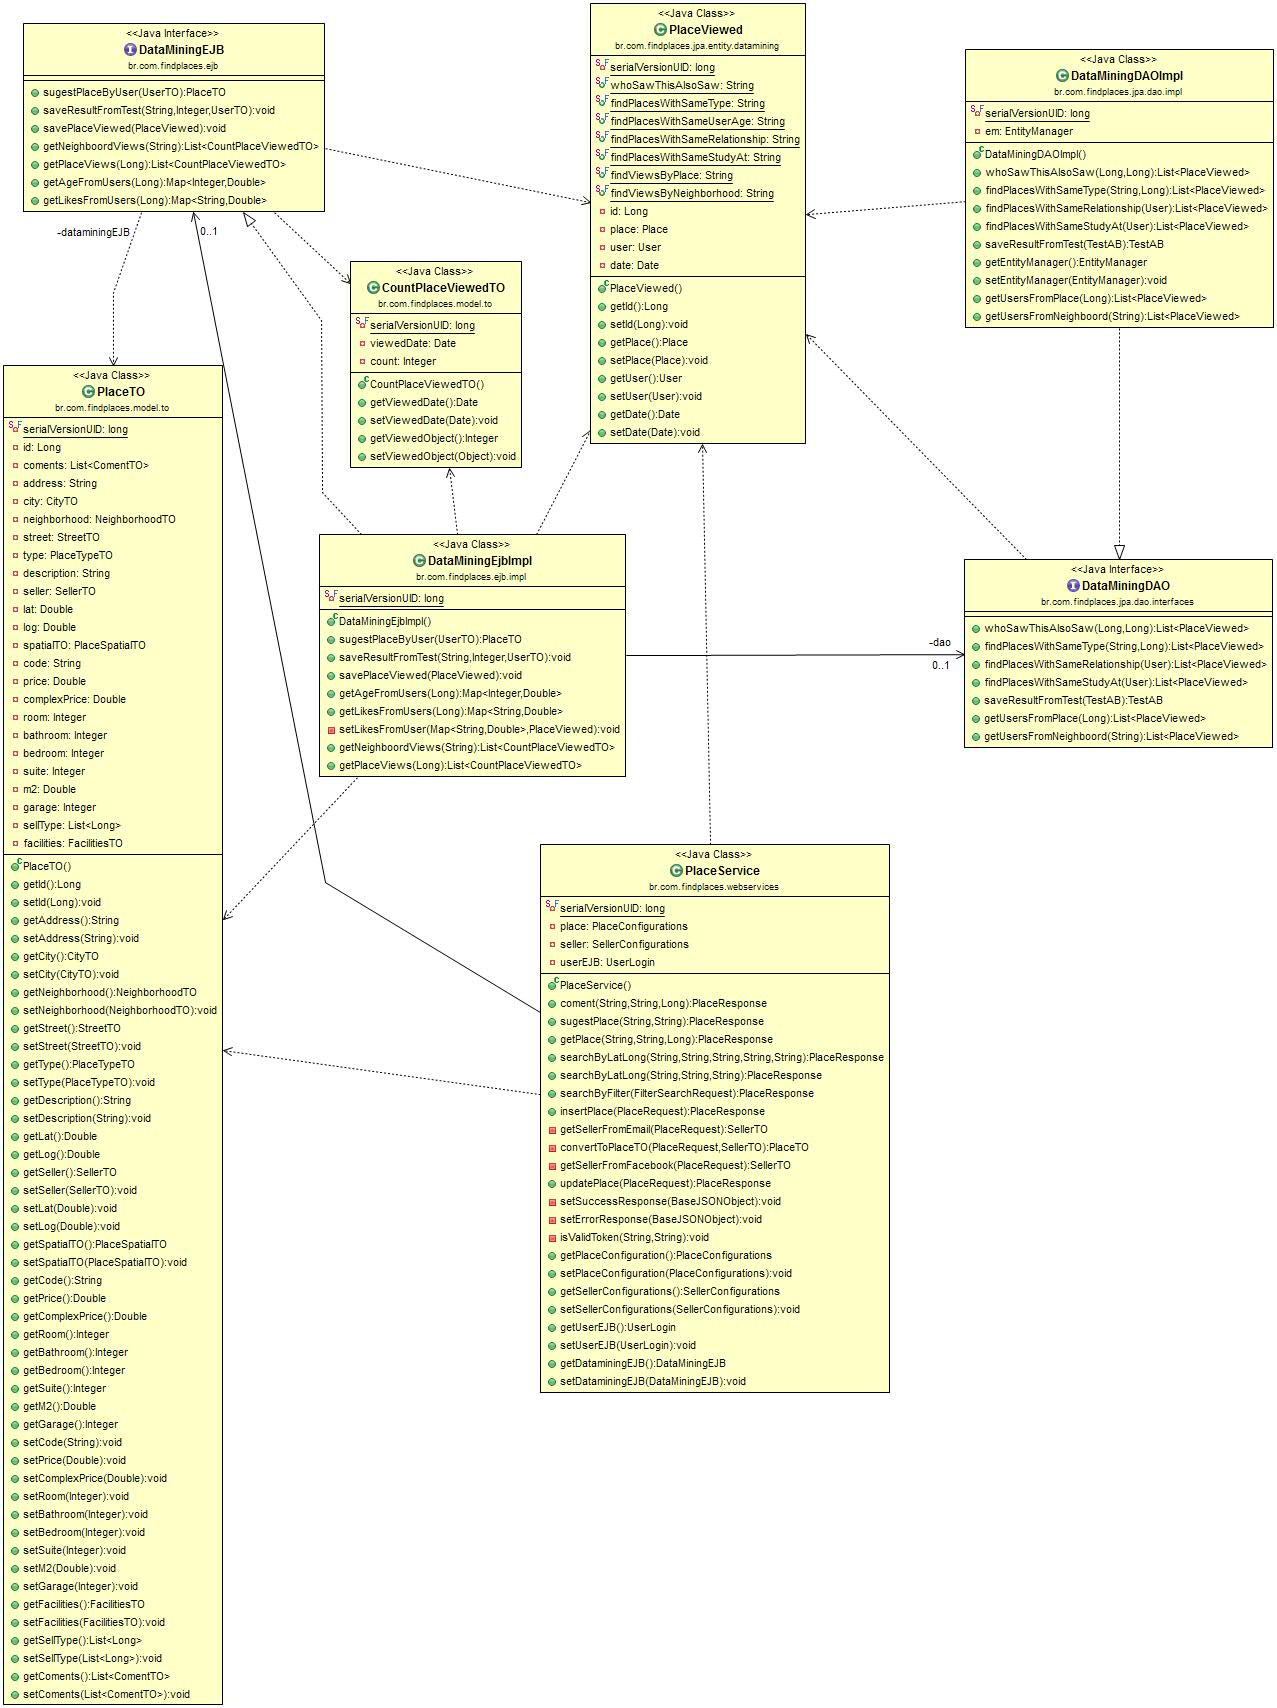 <<Java Interface>>
DataMiningEJB
br.com.findplaces.ejb
sugestPlaceByUser(UserTO):PlaceTO
saveResultFromTest(String,Integer,UserTO):void
savePlaceViewed(PlaceViewed):void
getNeighboordViews(String):List<CountPlaceViewedTO>
getPlaceViews(Long):List<CountPlaceViewedTO>
getAgeFromUsers(Long):Map<Integer,Double>
getLikesFromUsers(Long):Map<String,Double>
<<Java Class>>
PlaceViewed
br.com.findplaces.jpa.entity.datamining
serialVersionUID: long
whoSawThisAlsoSaw: String
findPlacesWithSameType: String
findPlacesWithSameUserAge: String
findPlacesWithSameRelationship: String
findPlacesWithSameStudyAt: String
findViewsByPlace: String
findViewsByNeighborhood: String
id: Long
place: Place
user: User
date: Date
PlaceViewed()
getId():Long
setId(Long):void
getPlace():Place
setPlace(Place):void
getUser():User
setUser(User):void
getDate():Date
setDate(Date):void
<<Java Class>>
DataMiningDAOImpl
br.com.findplaces.jpa.dao.impl
serialVersionUID: long
em: EntityManager
DataMiningDAOImpl()
whoSawThisAlsoSaw(Long,Long):List<PlaceViewed>
findPlacesWithSameType(String,Long):List<PlaceViewed>
findPlacesWithSameRelationship(User):List<PlaceViewed>
findPlacesWithSameStudyAt(User):List<PlaceViewed>
saveResultFromTest(TestAB):TestAB
getEntityManager():EntityManager
setEntityManager(EntityManager):void
getUsersFromPlace(Long):List<PlaceViewed>
getUsersFromNeighboord(String):List<PlaceViewed>
-dataminingEJB
0..1
<<Java Class>>
CountPlaceViewedTO
br.com.findplaces.model.to
serialVersionUID: long
viewedDate: Date
count: Integer
CountPlaceViewedTO()
getViewedDate():Date
setViewedDate(Date):void
getViewedObject():Integer
setViewedObject(Object):void
<<Java Class>>
PlaceTO
br.com.findplaces.model.to
serialVersionUID: long
id: Long
coments: List<ComentTO>
address: String
city: CityTO
neighborhood: NeighborhoodTO
street: StreetTO
type: PlaceTypeTO
description: String
seller: SellerTO
lat: Double
log: Double
spatialTO: PlaceSpatialTO
code: String
price: Double
complexPrice: Double
room: Integer
bathroom: Integer
bedroom: Integer
suite: Integer
m2: Double
garage: Integer
sellType: List<Long>
facilities: FacilitiesTO
PlaceTO()
getId():Long
setId(Long):void
getAddress():String
setAddress(String):void
getCity():CityTO
setCity(CityTO):void
getNeighborhood():NeighborhoodTO
setNeighborhood(NeighborhoodTO):void
getStreet():StreetTO
setStreet(StreetTO):void
getType():PlaceTypeTO
setType(PlaceTypeTO):void
getDescription():String
setDescription(String):void
getLat():Double
getLog():Double
getSeller():SellerTO
setSeller(SellerTO):void
setLat(Double):void
setLog(Double):void
getSpatialTO():PlaceSpatialTO
setSpatialTO(PlaceSpatialTO):void
getCode():String
getPrice():Double
getComplexPrice():Double
getRoom():Integer
getBathroom():Integer
getBedroom():Integer
getSuite():Integer
getM2():Double
getGarage():Integer
setCode(String):void
setPrice(Double):void
setComplexPrice(Double):void
setRoom(Integer):void
setBathroom(Integer):void
setBedroom(Integer):void
setSuite(Integer):void
setM2(Double):void
setGarage(Integer):void
getFacilities():FacilitiesTO
setFacilities(FacilitiesTO):void
getSellType():List<Long>
setSellType(List<Long>):void
getComents():List<ComentTO>
setComents(List<ComentTO>):void
<<Java Class>>
DataMiningEjbImpl
br.com.findplaces.ejb.impl
serialVersionUID: long
DataMiningEjbImpl()
sugestPlaceByUser(UserTO):PlaceTO
saveResultFromTest(String,Integer,UserTO):void
savePlaceViewed(PlaceViewed):void
getAgeFromUsers(Long):Map<Integer,Double>
getLikesFromUsers(Long):Map<String,Double>
setLikesFromUser(Map<String,Double>,PlaceViewed):void
getNeighboordViews(String):List<CountPlaceViewedTO>
getPlaceViews(Long):List<CountPlaceViewedTO>
-dao
0..1
<<Java Interface>>
DataMiningDAO
br.com.findplaces.jpa.dao.interfaces
whoSawThisAlsoSaw(Long,Long):List<PlaceViewed>
findPlacesWithSameType(String,Long):List<PlaceViewed>
findPlacesWithSameRelationship(User):List<PlaceViewed>
findPlacesWithSameStudyAt(User):List<PlaceViewed>
saveResultFromTest(TestAB):TestAB
getUsersFromPlace(Long):List<PlaceViewed>
getUsersFromNeighboord(String):List<PlaceViewed>
<<Java Class>>
PlaceService
br.com.findplaces.webservices
serialVersionUID: long
place: PlaceConfigurations
seller: SellerConfigurations
userEJB: UserLogin
PlaceService()
coment(String,String,Long):PlaceResponse
sugestPlace(String,String):PlaceResponse
getPlace(String,String,Long):PlaceResponse
searchByLatLong(String,String,String,String,String):PlaceResponse
searchByLatLong(String,String,String):PlaceResponse
searchByFilter(FilterSearchRequest):PlaceResponse
insertPlace(PlaceRequest):PlaceResponse
getSellerFromEmail(PlaceRequest):SellerTO
convertToPlaceTO(PlaceRequest,SellerTO):PlaceTO
getSellerFromFacebook(PlaceRequest):SellerTO
updatePlace(PlaceRequest):PlaceResponse
setSuccessResponse(BaseJSONObject):void
setErrorResponse(BaseJSONObject):void
isValidToken(String,String):void
getPlaceConfiguration():PlaceConfigurations
setPlaceConfiguration(PlaceConfigurations):void
getSellerConfigurations():SellerConfigurations
setSellerConfigurations(SellerConfigurations):void
getUserEJB():UserLogin
setUserEJB(UserLogin):void
getDataminingEJB():DataMiningEJB
setDataminingEJB(DataMiningEJB):void